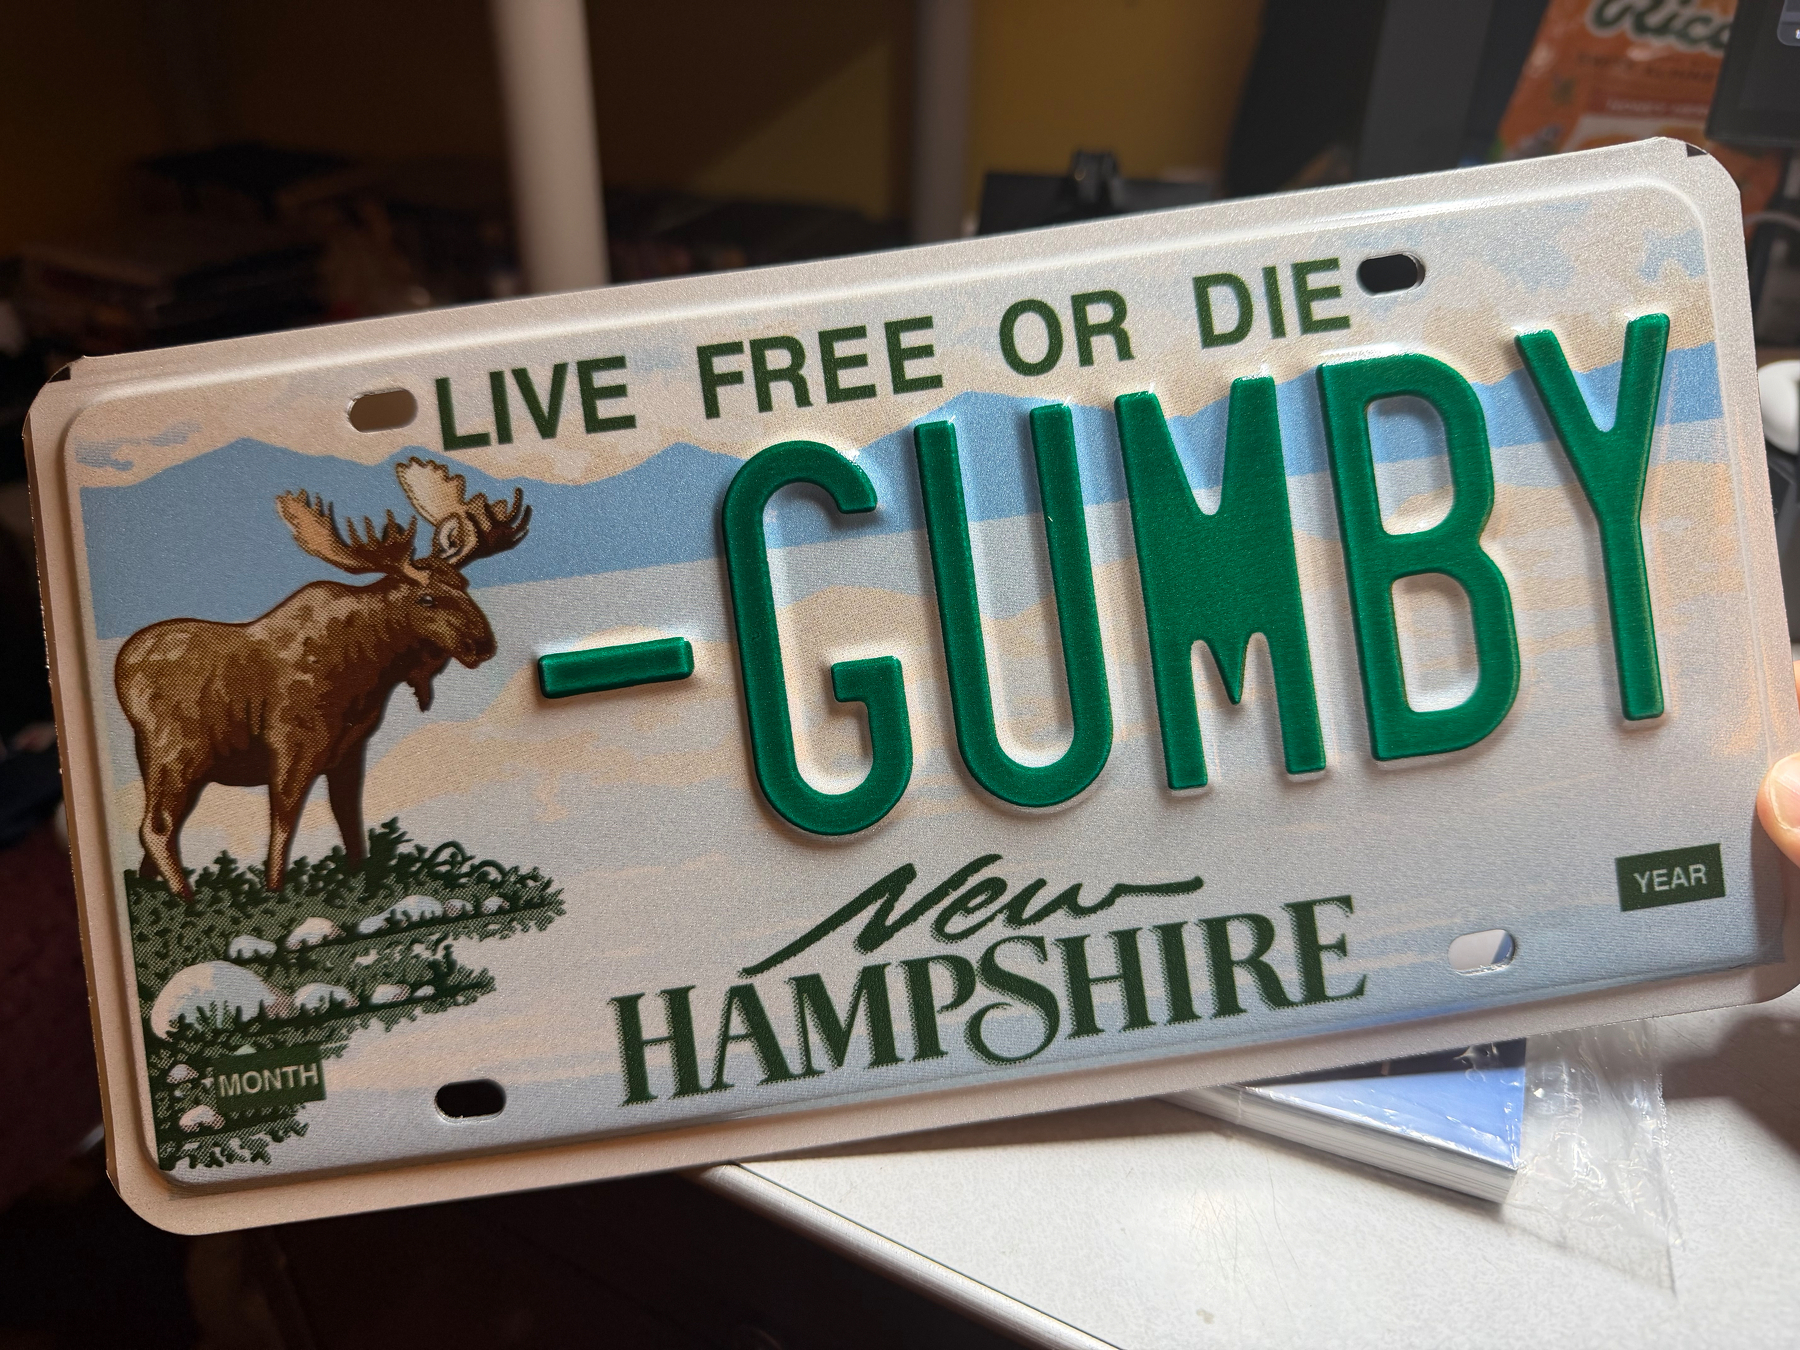 LIVE FREE OR DIE
-GUMBY
New
HAMPSHIRE
YEAR
MONTH